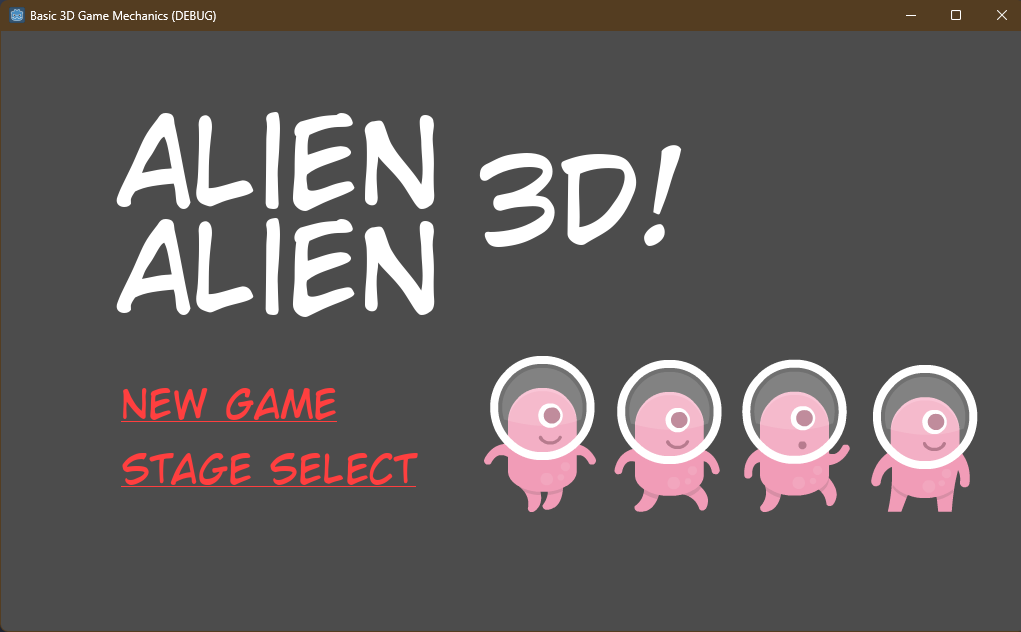 Basic 3D Game Mechanics (DEBUG)
ALIEN
ALIEN
3D!
NEW GAME
STAGE SELECT